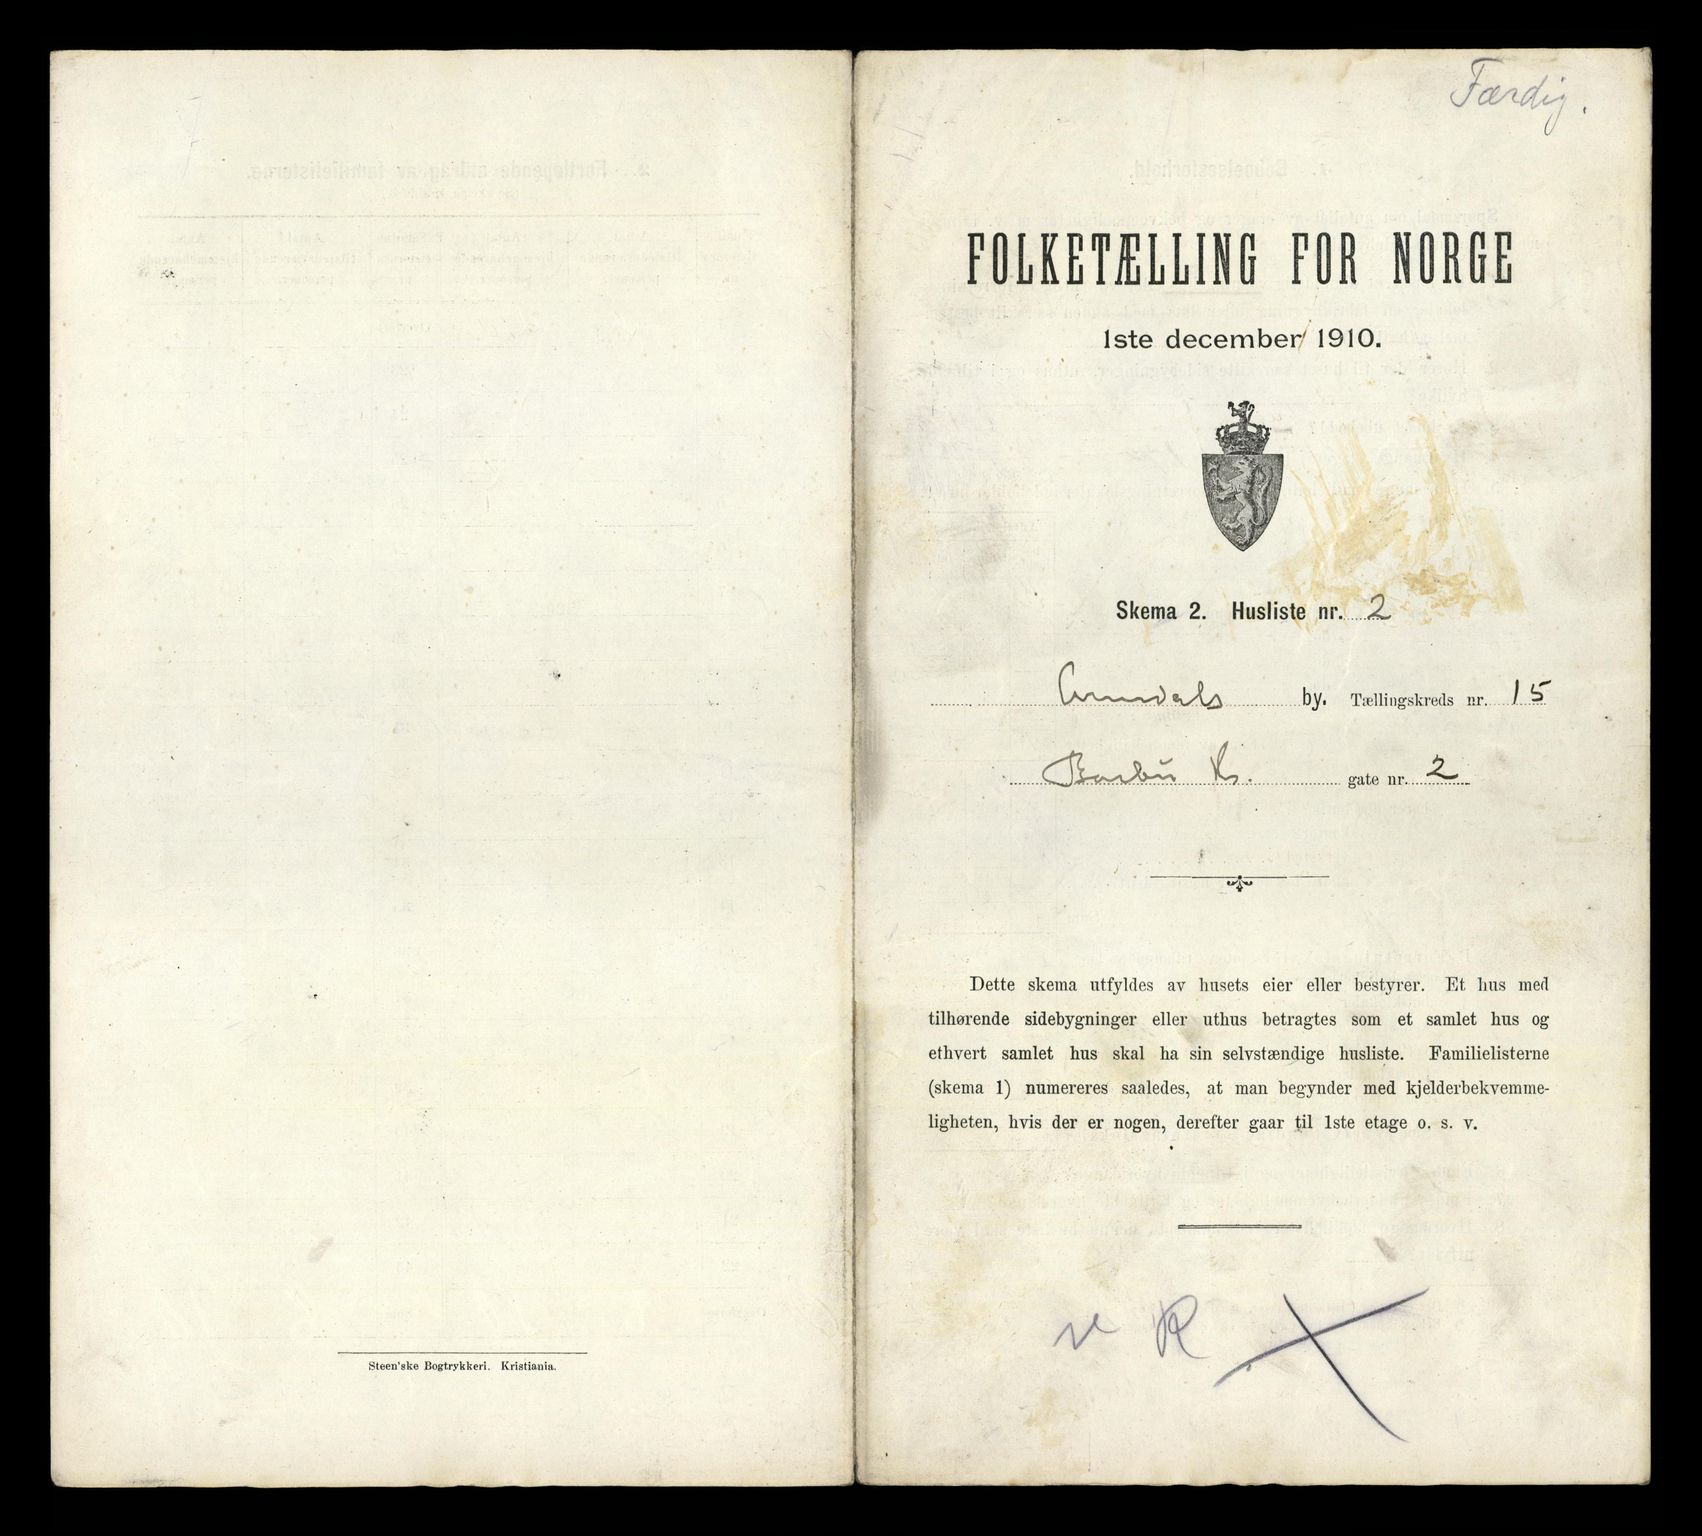 Færdig.
FOLKETÆLLING FOR NORGE
1ste december 1910.
Skema 2. Husliste nr. 2
Arendals by. Tællingskreds nr. 15
Barbu K. gate nr. 2
Dette skema utfyldes av husets eier eller bestyrer. Et hus med
tilhørende sidebygninger eller uthus betragtes som et samlet hus og
ethvert samlet hus skal ha sin selvstændige husliste. Familielisterne
(skema 1) numereres saaledes, at man begynder med kjelderbekvemme-
ligheten, hvis der er nogen, derefter gaar til 1ste etage o. s. v.
R
Steen'ske Bogtrykkeri. Kristiania.